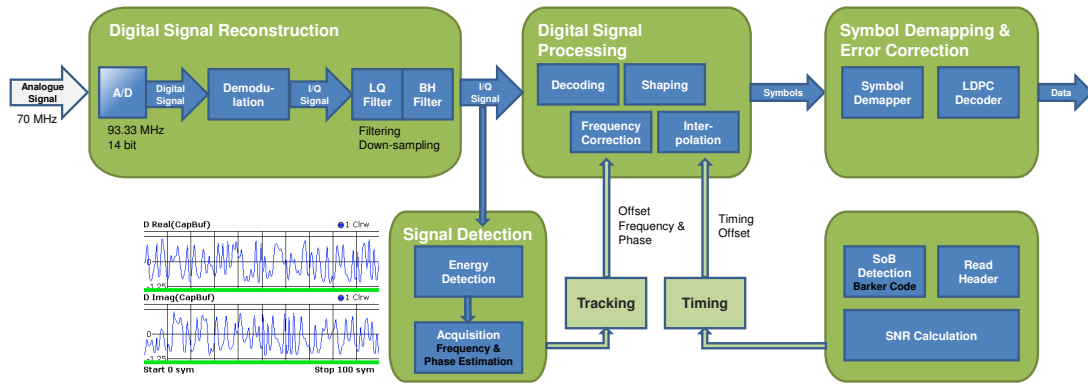 Digital Signal Reconstruction
Digital Signal
Processing
Symbol Demapping &
Error Correction
Analogue
Signal
70 MHz
A/D
Digital
Signal
Demodu-
lation
I/Q
Signal
LQ
Filter
BH
Filter
I/Q
Signal
93.33 MHz
14 bit
Filtering
Down-sampling
Decoding
Shaping
Frequency
Correction
Inter-
polation
Symbols
Symbol
Demapper
LDPC
Decoder
Data
D Real(CapBuf)
1 Clrw
0
-1.25
D Imag(CapBuf)
1 Clrw
0
-1.25
Start 0 sym
Stop 100 sym
Signal Detection
Energy
Detection
Acquisition
Frequency &
Phase Estimation
Offset
Frequency &
Phase
Timing
Offset
Tracking
Timing
SoB
Detection
Barker Code
Read
Header
SNR Calculation